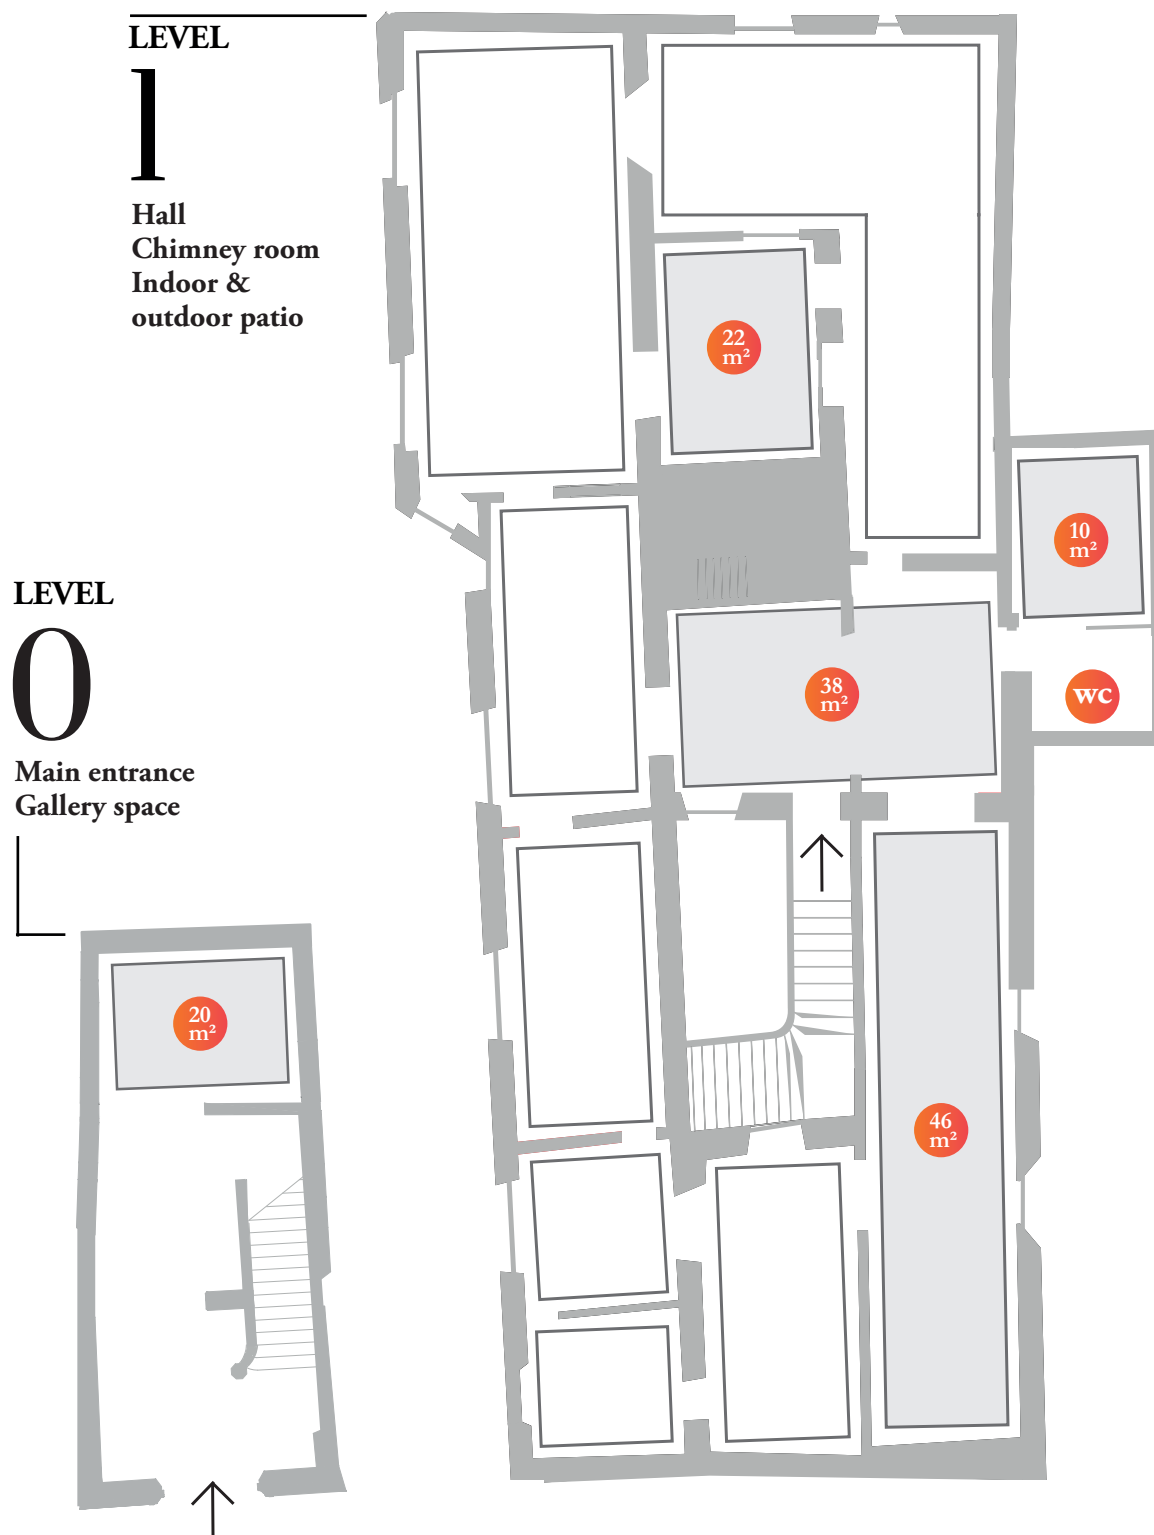 LEVEL
1
Hall
Chimney room
Indoor &
outdoor patio
22
m²
10
m²
LEVEL
0
Main entrance
Gallery space
38
m²
WC
20
m²
46
m²